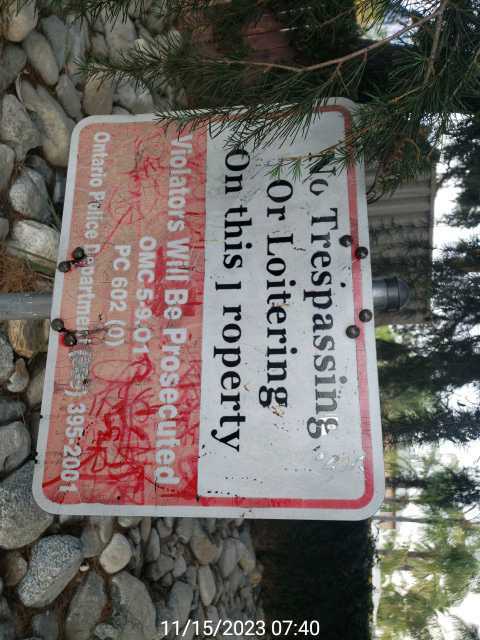 No Trespassing
Or Loitering
On this roperty
Violators Will Be Prosecuted
OMC 5-9.01
PC 602 (O)
Ontario Police Department 395-2001
11/15/2023 07:40